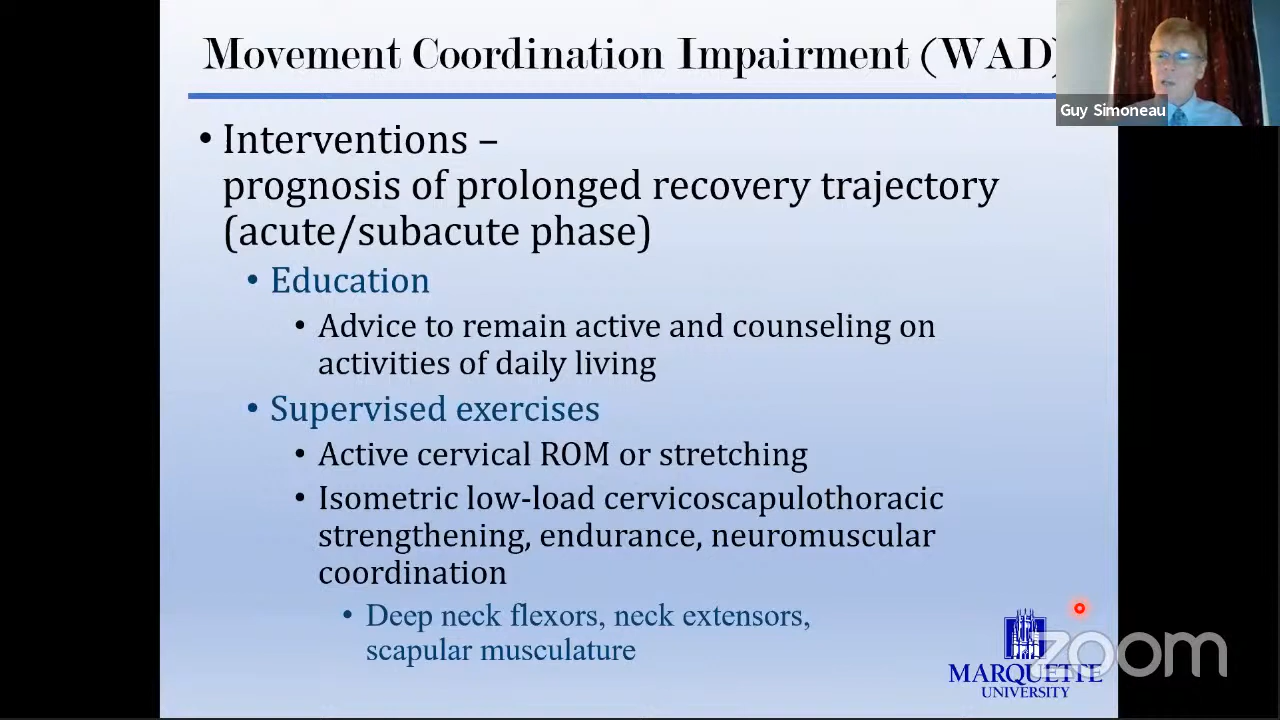 Movement Coordination Impairment (WAD)
Guy Simoneau
• Interventions –
prognosis of prolonged recovery trajectory
(acute/subacute phase)
• Education
• Advice to remain active and counseling on
activities of daily living
• Supervised exercises
• Active cervical ROM or stretching
• Isometric low-load cervicoscapulothoracic
strengthening, endurance, neuromuscular
coordination
• Deep neck flexors, neck extensors,
scapular musculature
zoom
MARQUETTE
UNIVERSITY